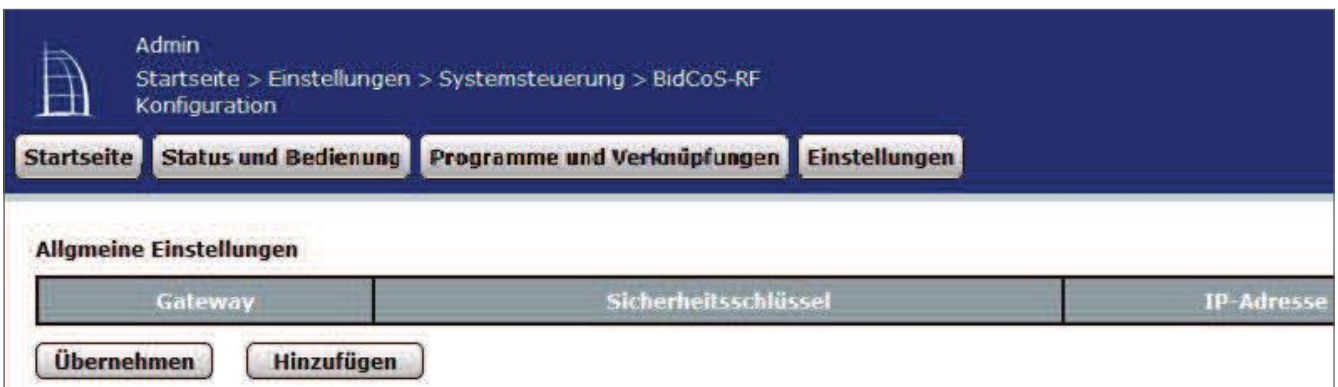 Admin
Startseite > Einstellungen > Systemsteuerung > BidCoS-RF
Konfiguration
Startseite Status und Bedienung Programme und Verknüpfungen Einstellungen
Allgmeine Einstellungen
Gateway Sicherheitsschlüssel IP-Adresse
Übernehmen Hinzufügen